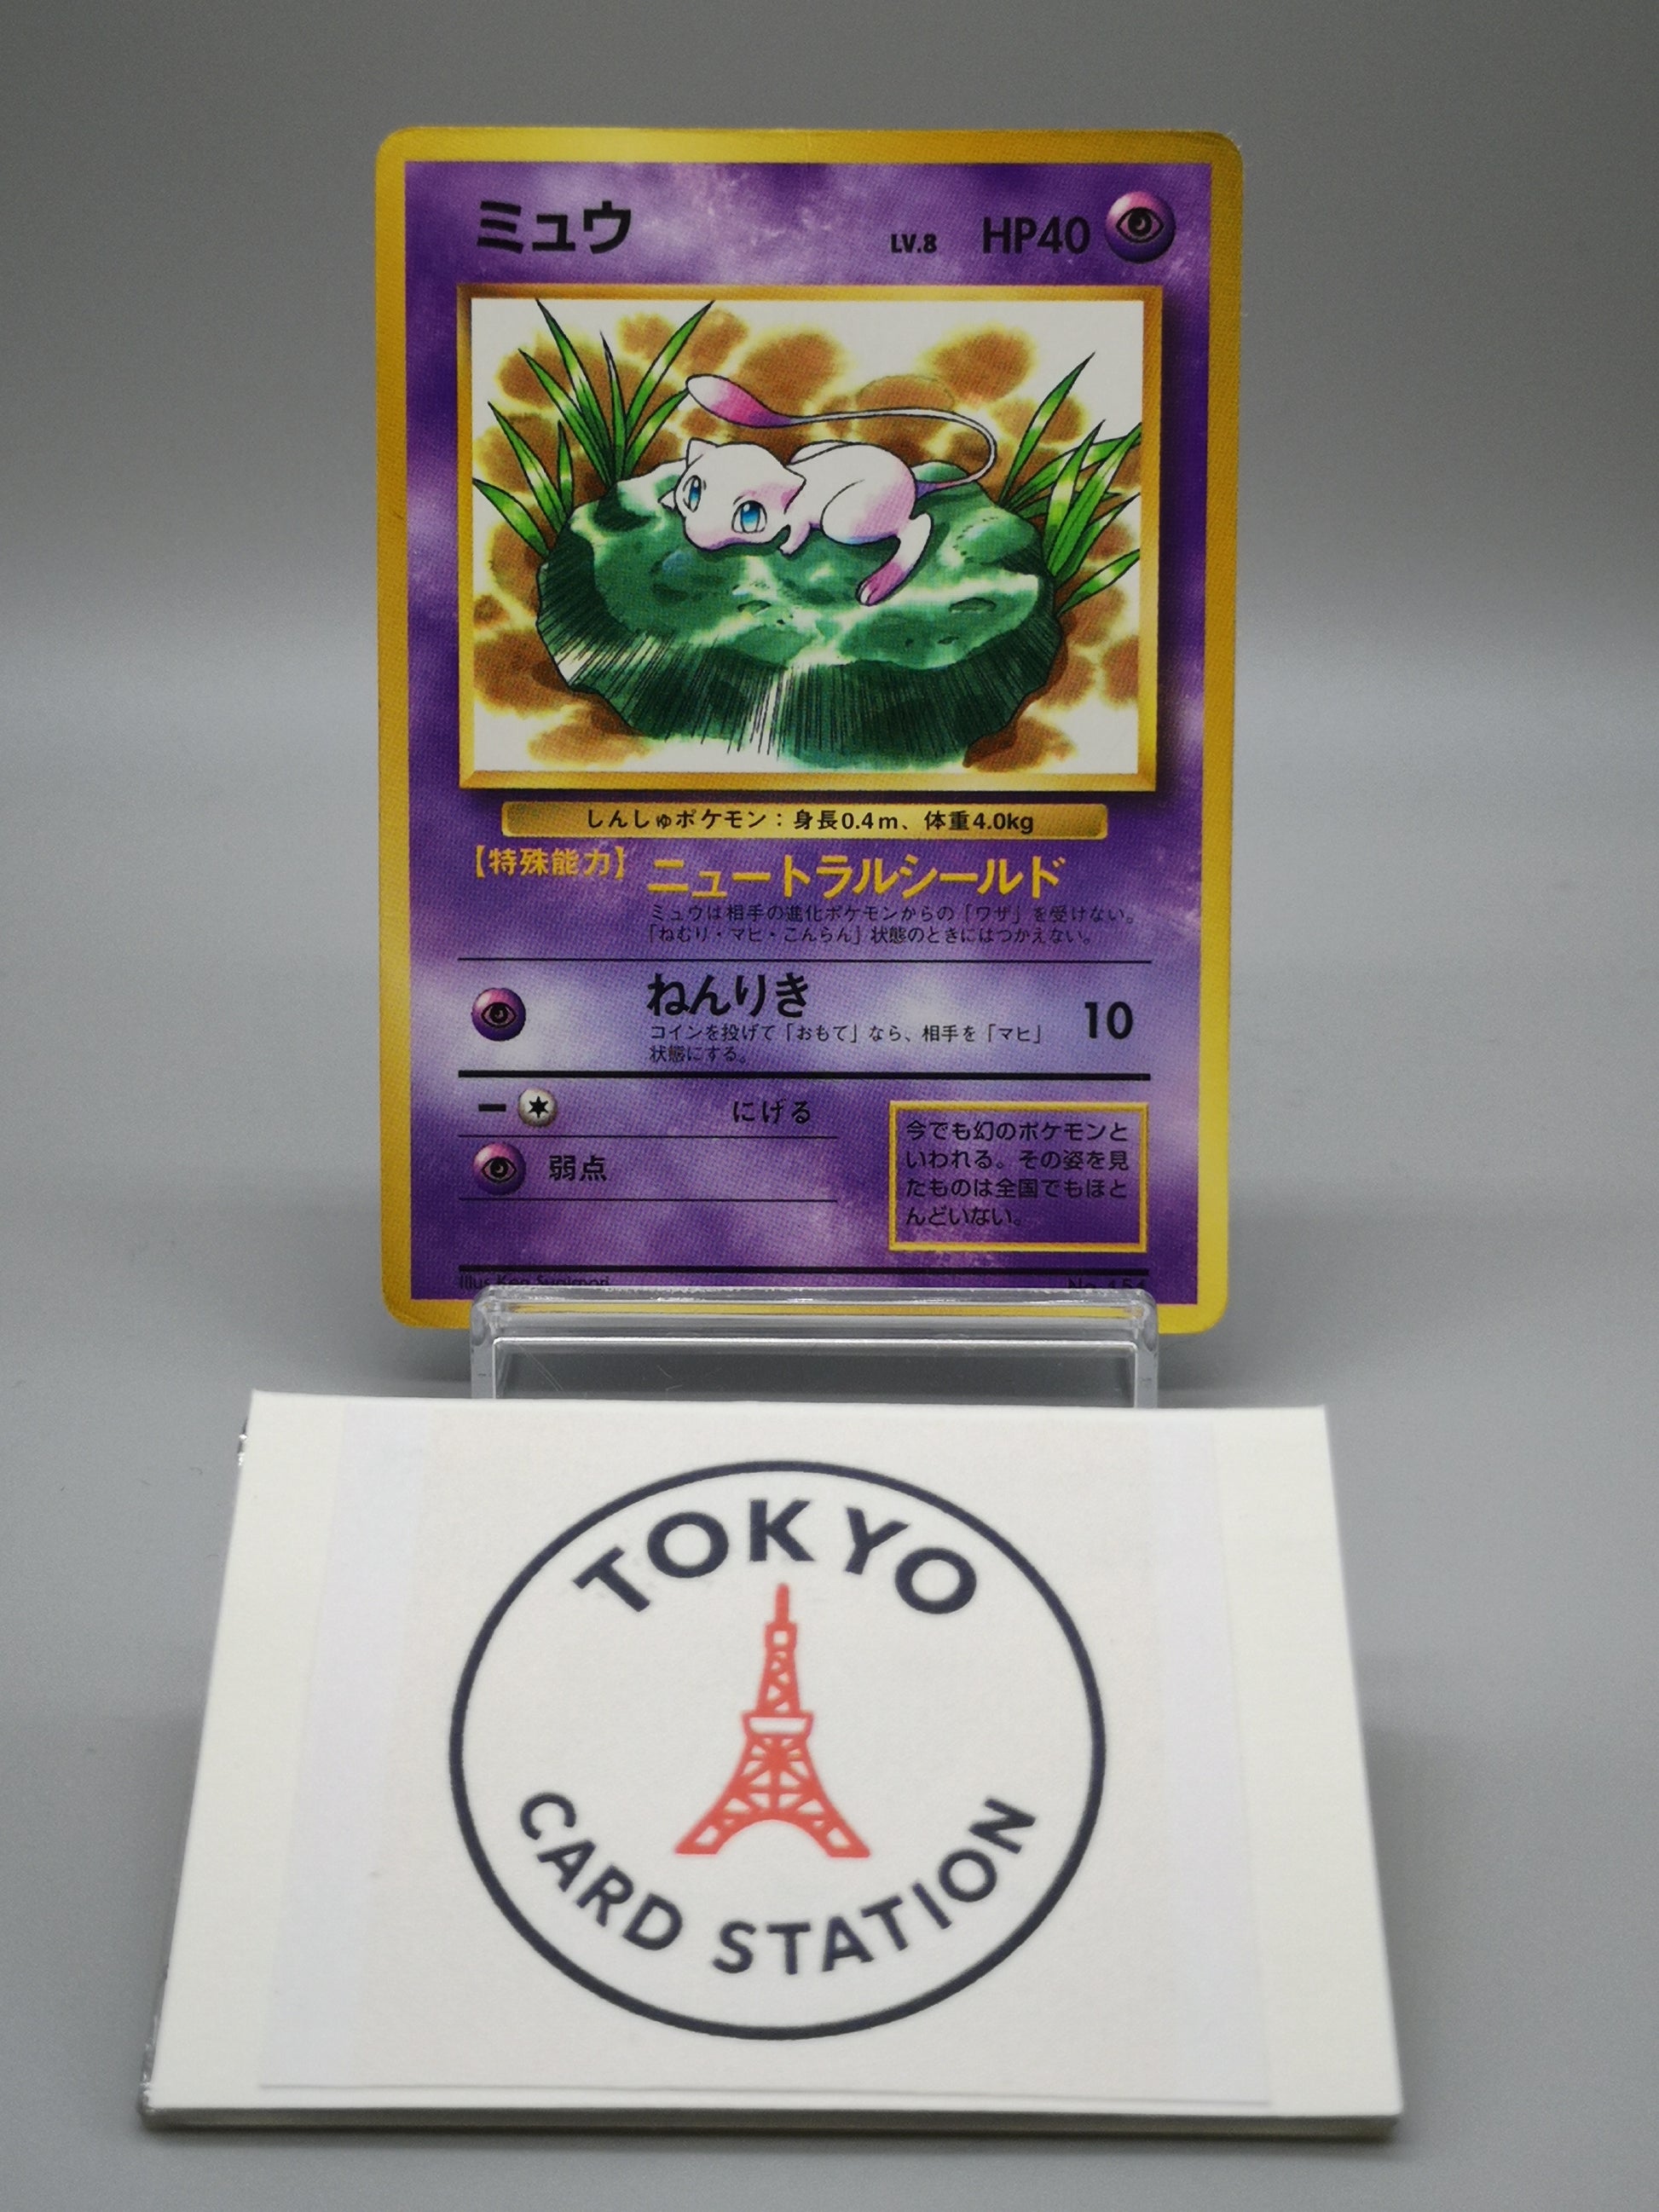 ミュウ LV.8 HP40
しんしゅポケモン：身長0.4m、体重4.0kg
【特殊能力】 ニュートラルシールド
ミュウは相手の進化ポケモンからの「ワザ」を受けない。
「ねむり・マヒ・こんらん」状態のときにはつかえない。
ねんりき 10
コインを投げて「おもて」なら、相手を「マヒ」
状態にする。
ー にげる
弱点
今でも幻のポケモンと
いわれる。その姿を見
たものは全国でもほと
んどいない。
Illus. Ken Sugimori No. 151
TOKYO
CARD STATION